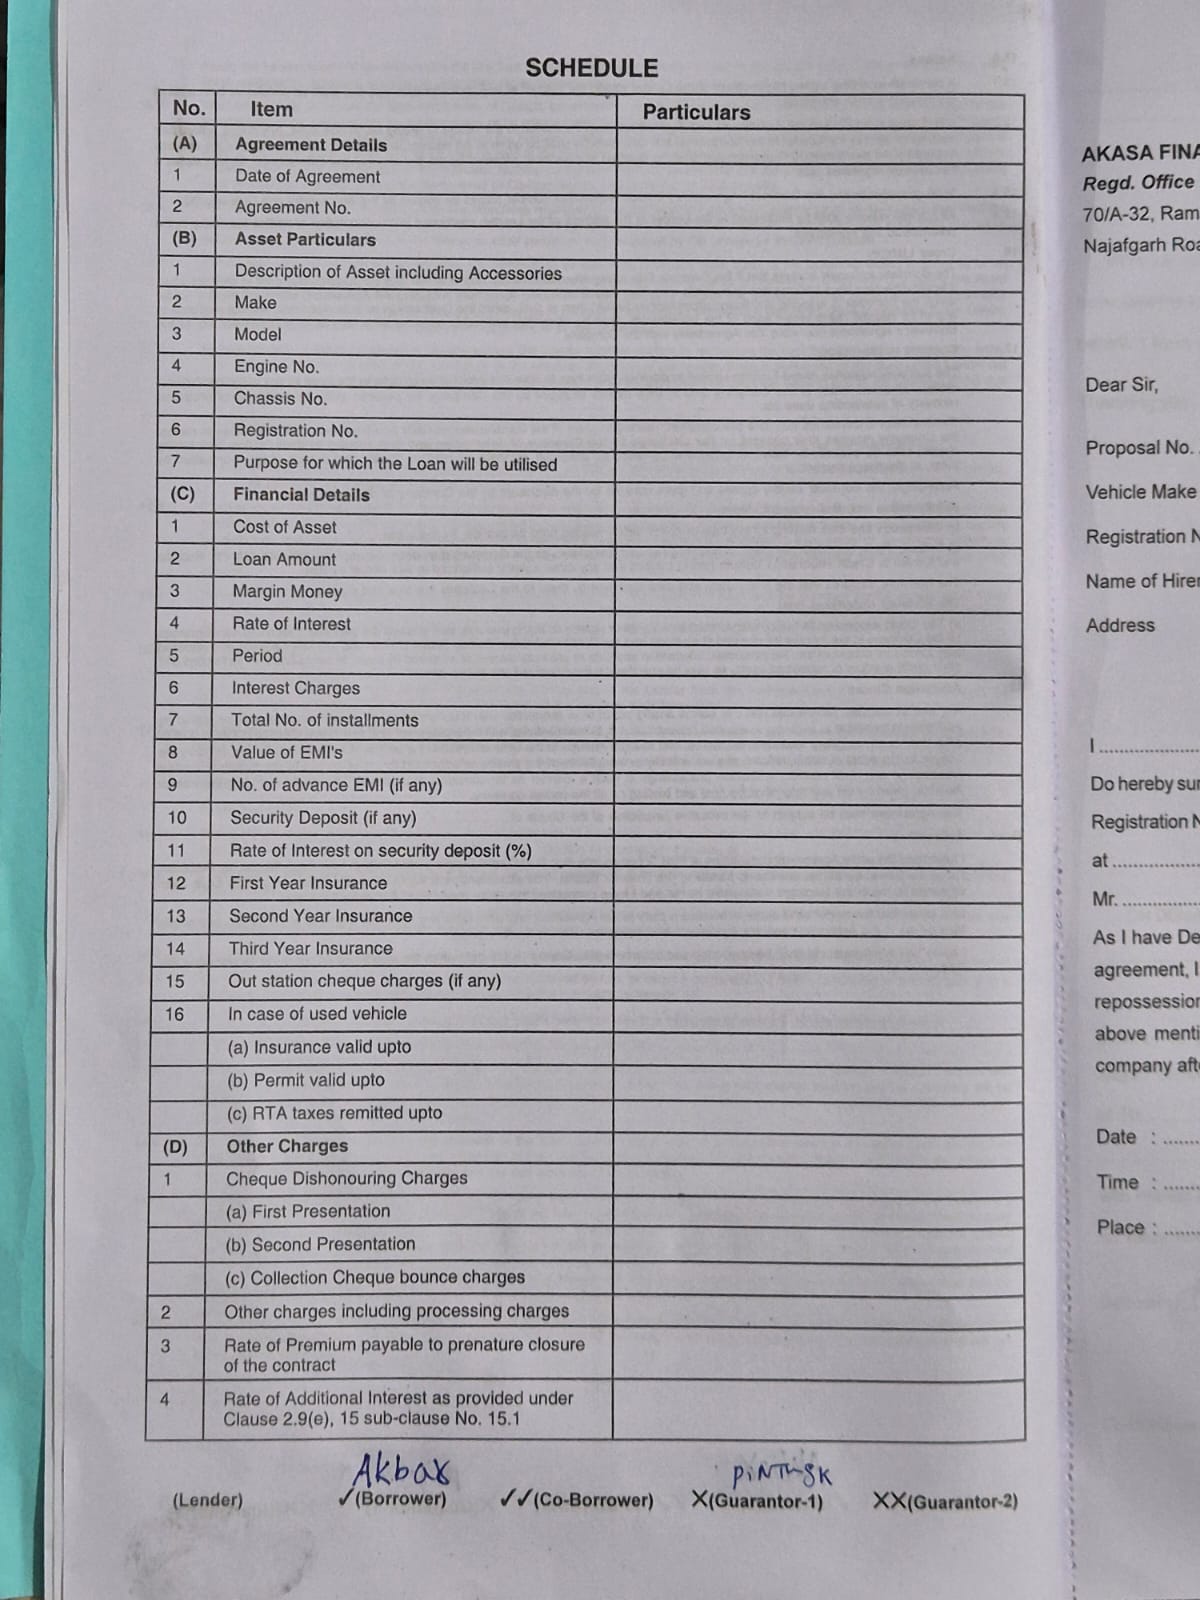 SCHEDULE
No. Item Particulars
(A) Agreement Details
1 Date of Agreement
2 Agreement No.
(B) Asset Particulars
1 Description of Asset including Accessories
2 Make
3 Model
4 Engine No.
5 Chassis No.
6 Registration No.
7 Purpose for which the Loan will be utilised
(C) Financial Details
1 Cost of Asset
2 Loan Amount
3 Margin Money
4 Rate of Interest
5 Period
6 Interest Charges
7 Total No. of installments
8 Value of EMI's
9 No. of advance EMI (if any)
10 Security Deposit (if any)
11 Rate of Interest on security deposit (%)
12 First Year Insurance
13 Second Year Insurance
14 Third Year Insurance
15 Out station cheque charges (if any)
16 In case of used vehicle
(a) Insurance valid upto
(b) Permit valid upto
(c) RTA taxes remitted upto
(D) Other Charges
1 Cheque Dishonouring Charges
(a) First Presentation
(b) Second Presentation
(c) Collection Cheque bounce charges
2 Other charges including processing charges
3 Rate of Premium payable to prenature closure
of the contract
4 Rate of Additional Interest as provided under
Clause 2.9(e), 15 sub-clause No. 15.1
Akbar
(Lender) ✓(Borrower) ✓✓(Co-Borrower) X(Guarantor-1) XX(Guarantor-2)
AKASA FINA
Regd. Office
70/A-32, Ram
Najafgarh Roa
Dear Sir,
Proposal No.
Vehicle Make
Registration N
Name of Hirer
Address
I ....................
Do hereby sur
Registration N
at ................
Mr. ..............
As I have De
agreement, I
repossession
above menti
company afte
Date : .......
Time : .......
Place : .......